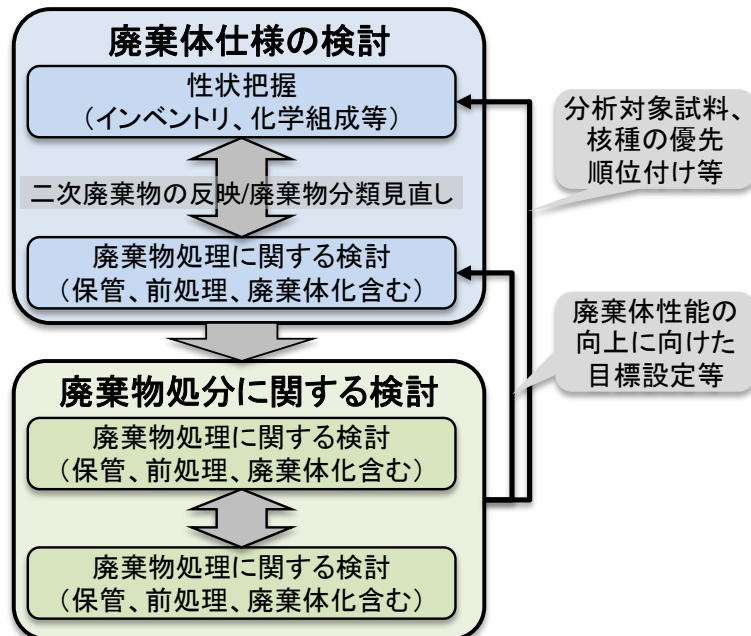 廃棄体仕様の検討
性状把握
（インベントリ、化学組成等）
二次廃棄物の反映/廃棄物分類見直し
廃棄物処理に関する検討
（保管、前処理、廃棄体化含む）
分析対象試料、
核種の優先
順位付け等
廃棄体性能の
向上に向けた
目標設定等
廃棄物処分に関する検討
廃棄物処理に関する検討
（保管、前処理、廃棄体化含む）
廃棄物処理に関する検討
（保管、前処理、廃棄体化含む）